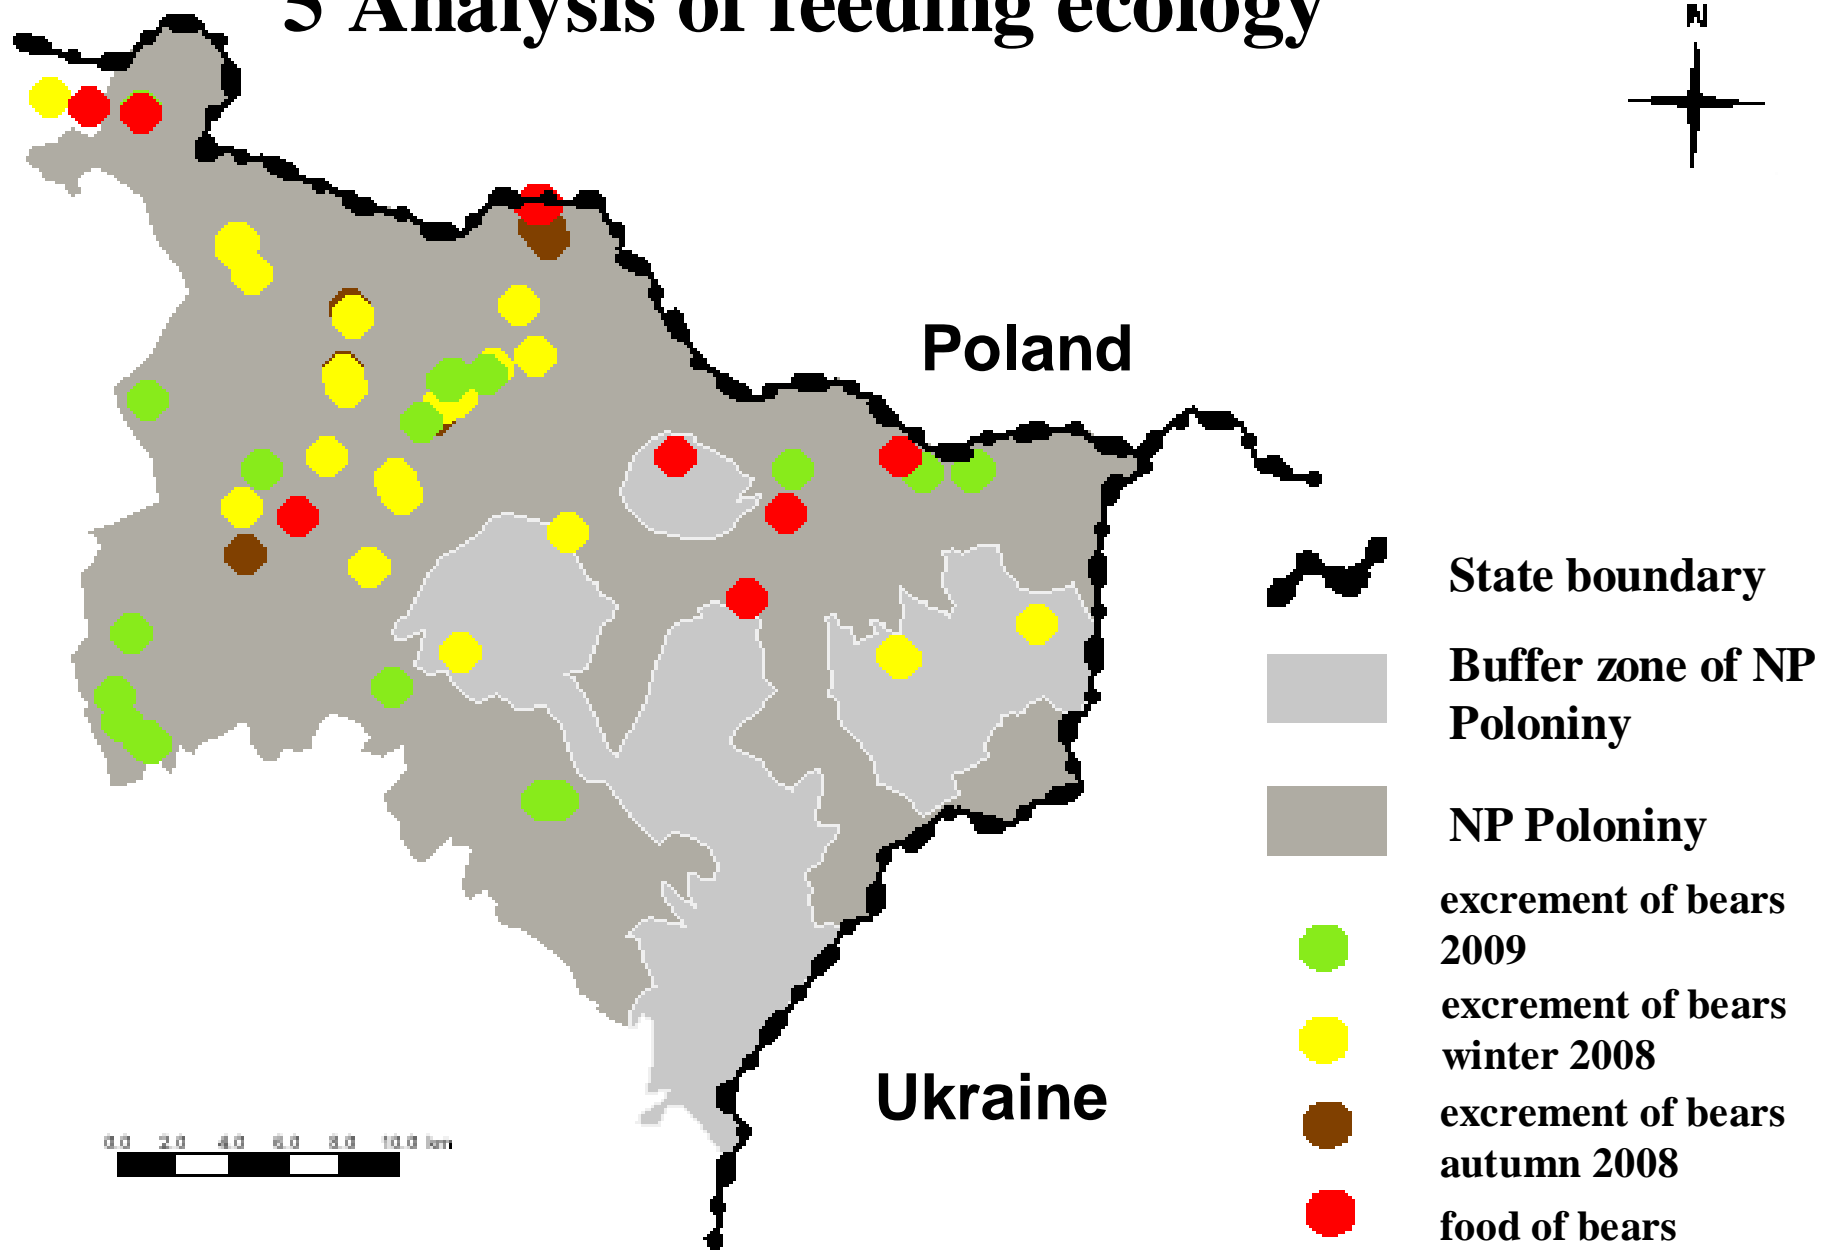 5 Analysis of feeding ecology
N
Poland
State boundary
Buffer zone of NP
Poloniny
NP Poloniny
excrement of bears
2009
excrement of bears
winter 2008
excrement of bears
autumn 2008
food of bears
Ukraine
0.0 2.0 4.0 6.0 8.0 10.0 km